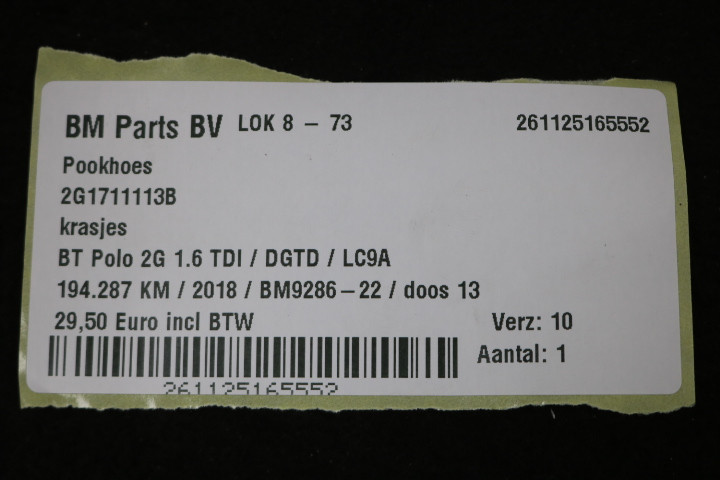 BM Parts BV LOK 8 - 73 261125165552
Pookhoes
2G1711113B
krasjes
BT Polo 2G 1.6 TDI / DGTD / LC9A
194.287 KM / 2018 / BM9286-22 / doos 13
29,50 Euro incl BTW Verz: 10
Aantal: 1
261125165552